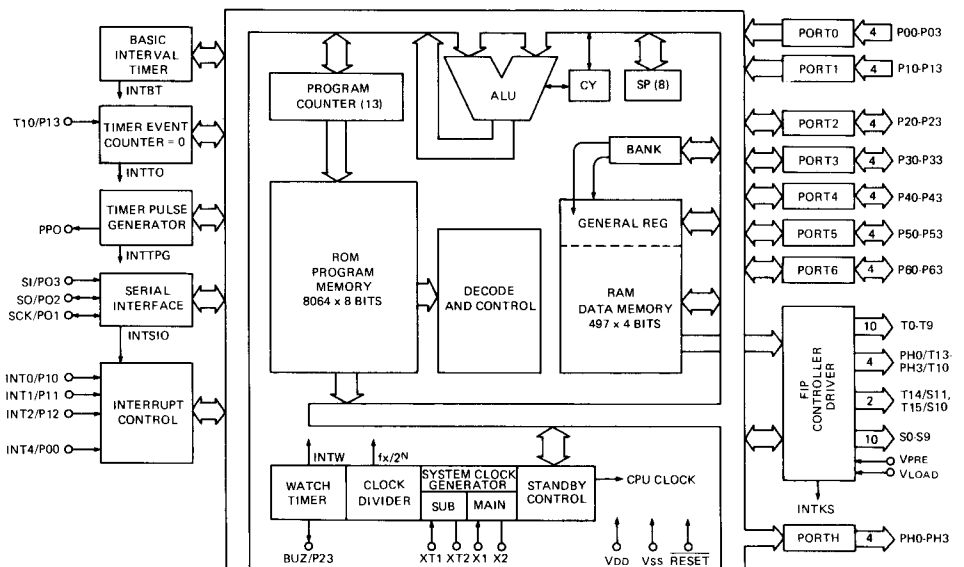 BASIC
INTERVAL
TIMER
INTBT
T10/P13
TIMER EVENT
COUNTER = 0
INTTO
TIMER PULSE
GENERATOR
PPO
INTTPG
SI/PO3
SO/PO2
SCK/PO1
SERIAL
INTERFACE
INTSIO
INT0/P10
INT1/P11
INT2/P12
INT4/P00
INTERRUPT
CONTROL
PROGRAM
COUNTER (13)
ALU
CY
SP (8)
BANK
GENERAL REG
RAM
DATA MEMORY
497 x 4 BITS
ROM
PROGRAM
MEMORY
8064 x 8 BITS
DECODE
AND CONTROL
INTW
fx/2N
WATCH
TIMER
CLOCK
DIVIDER
SYSTEM CLOCK
GENERATOR
SUB
MAIN
STANDBY
CONTROL
CPU CLOCK
BUZ/P23
XT1
XT2
X1
X2
VDD
VSS
RESET
PORT0
4
P00-P03
PORT1
4
P10-P13
PORT2
4
P20-P23
PORT3
4
P30-P33
PORT4
4
P40-P43
PORT5
4
P50-P53
PORT6
4
P60-P63
FIP
CONTROLLER
DRIVER
10
T0-T9
4
PH0/T13-
PH3/T10
2
T14/S11,
T15/S10
10
S0-S9
VPRE
VLOAD
INTKS
PORTH
4
PH0-PH3